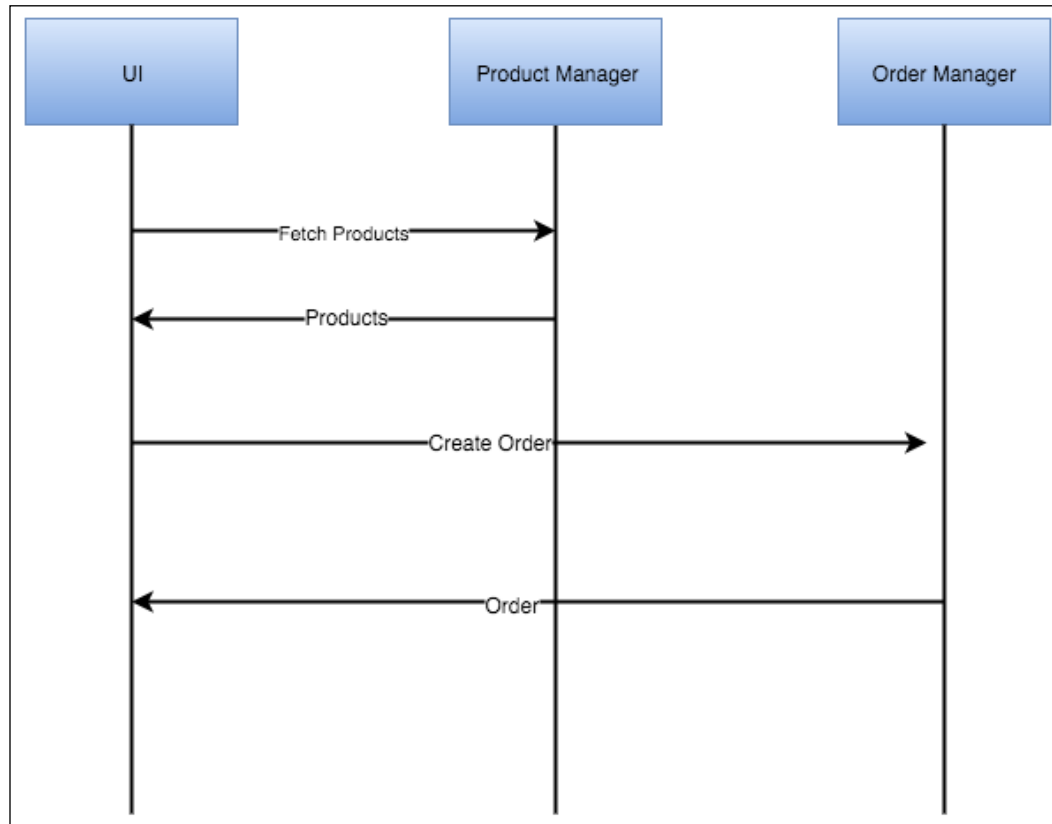 UI
Product Manager
Order Manager
Fetch Products
Products
Create Order
Order